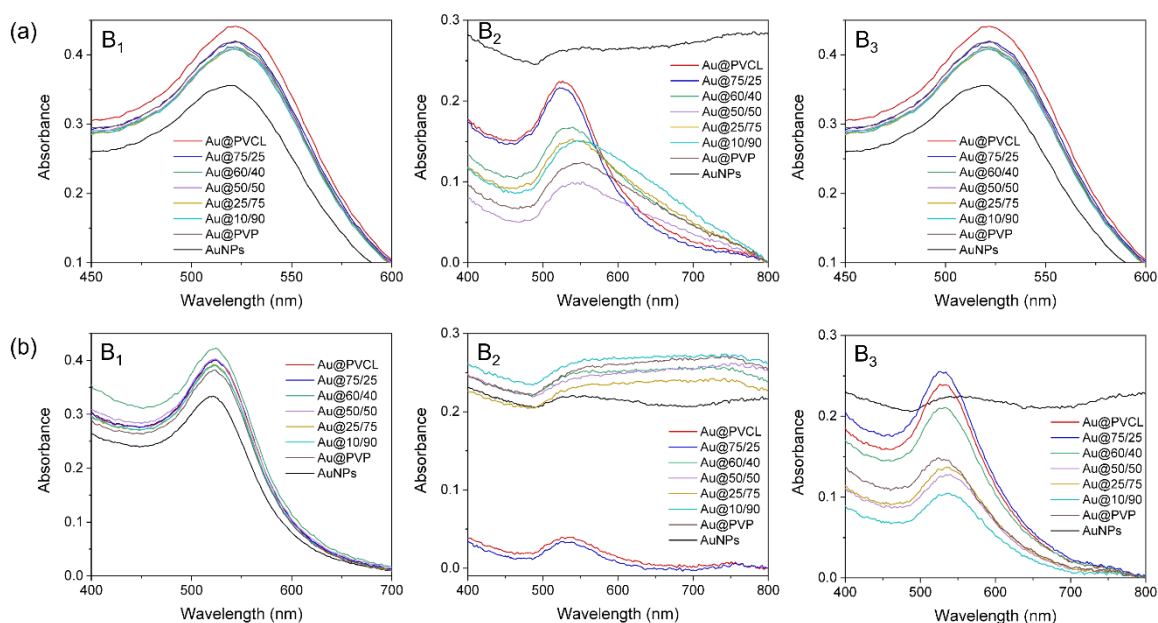 (a)
B1
0.4
0.3
0.2
0.1
Absorbance
450
500
550
600
Wavelength (nm)
Au@PVCL
Au@75/25
Au@60/40
Au@50/50
Au@25/75
Au@10/90
Au@PVP
AuNPs
B2
0.3
0.2
0.1
0.0
Absorbance
400
500
600
700
800
Wavelength (nm)
Au@PVCL
Au@75/25
Au@60/40
Au@50/50
Au@25/75
Au@10/90
Au@PVP
AuNPs
B3
0.4
0.3
0.2
0.1
Absorbance
450
500
550
600
Wavelength (nm)
Au@PVCL
Au@75/25
Au@60/40
Au@50/50
Au@25/75
Au@10/90
Au@PVP
AuNPs
(b)
B1
0.4
0.3
0.2
0.1
0.0
Absorbance
400
500
600
700
Wavelength (nm)
Au@PVCL
Au@75/25
Au@60/40
Au@50/50
Au@25/75
Au@10/90
Au@PVP
AuNPs
B2
0.3
0.2
0.1
0.0
Absorbance
400
500
600
700
800
Wavelength (nm)
Au@PVCL
Au@75/25
Au@60/40
Au@50/50
Au@25/75
Au@10/90
Au@PVP
AuNPs
B3
0.3
0.2
0.1
0.0
Absorbance
400
500
600
700
800
Wavelength (nm)
Au@PVCL
Au@75/25
Au@60/40
Au@50/50
Au@25/75
Au@10/90
Au@PVP
AuNPs